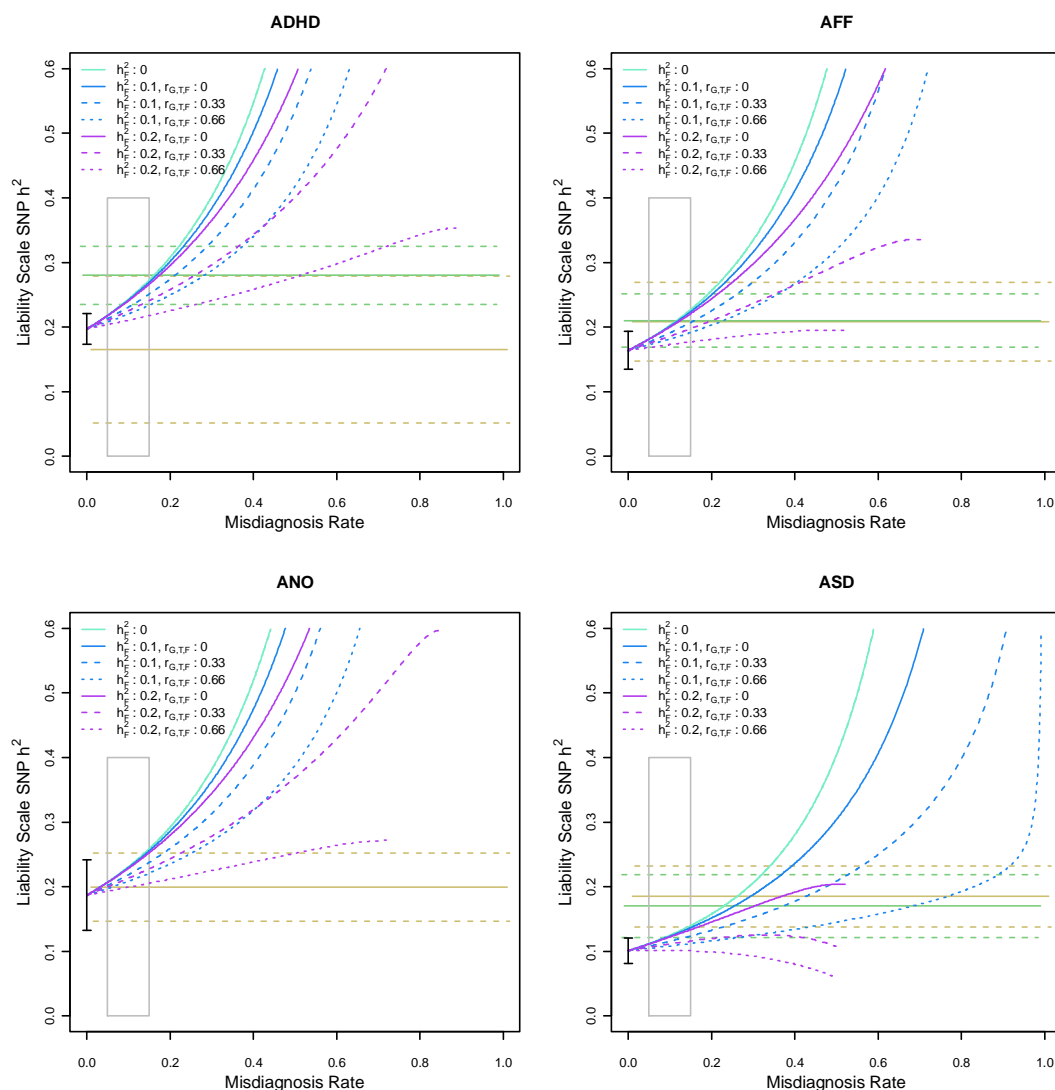 ADHD
Liability Scale SNP h²
0.0 0.1 0.2 0.3 0.4 0.5 0.6
h²F : 0
h²F : 0.1, rG,T,F : 0
h²F : 0.1, rG,T,F : 0.33
h²F : 0.1, rG,T,F : 0.66
h²F : 0.2, rG,T,F : 0
h²F : 0.2, rG,T,F : 0.33
h²F : 0.2, rG,T,F : 0.66
0.0 0.2 0.4 0.6 0.8 1.0
Misdiagnosis Rate
AFF
Liability Scale SNP h²
0.0 0.1 0.2 0.3 0.4 0.5 0.6
h²F : 0
h²F : 0.1, rG,T,F : 0
h²F : 0.1, rG,T,F : 0.33
h²F : 0.1, rG,T,F : 0.66
h²F : 0.2, rG,T,F : 0
h²F : 0.2, rG,T,F : 0.33
h²F : 0.2, rG,T,F : 0.66
0.0 0.2 0.4 0.6 0.8 1.0
Misdiagnosis Rate
ANO
Liability Scale SNP h²
0.0 0.1 0.2 0.3 0.4 0.5 0.6
h²F : 0
h²F : 0.1, rG,T,F : 0
h²F : 0.1, rG,T,F : 0.33
h²F : 0.1, rG,T,F : 0.66
h²F : 0.2, rG,T,F : 0
h²F : 0.2, rG,T,F : 0.33
h²F : 0.2, rG,T,F : 0.66
0.0 0.2 0.4 0.6 0.8 1.0
Misdiagnosis Rate
ASD
Liability Scale SNP h²
0.0 0.1 0.2 0.3 0.4 0.5 0.6
h²F : 0
h²F : 0.1, rG,T,F : 0
h²F : 0.1, rG,T,F : 0.33
h²F : 0.1, rG,T,F : 0.66
h²F : 0.2, rG,T,F : 0
h²F : 0.2, rG,T,F : 0.33
h²F : 0.2, rG,T,F : 0.66
0.0 0.2 0.4 0.6 0.8 1.0
Misdiagnosis Rate